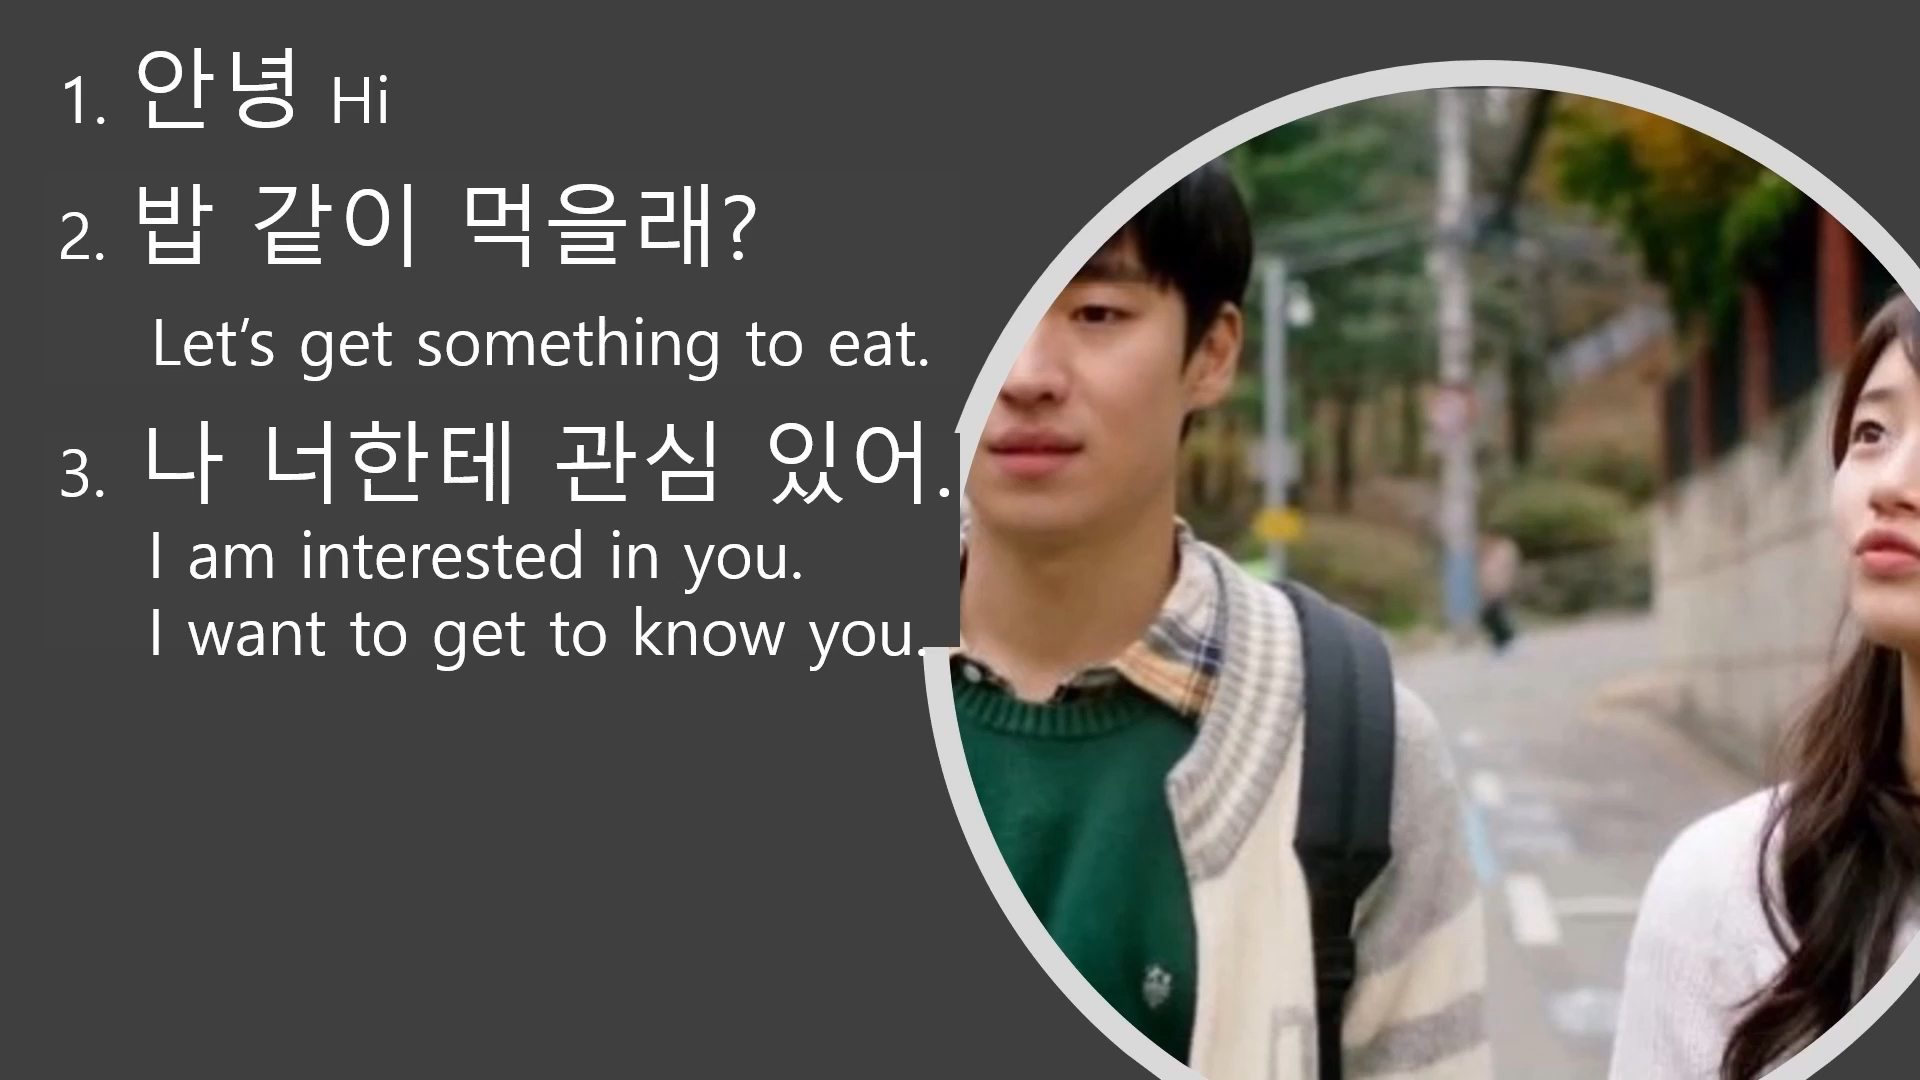 1. 안녕 Hi
2. 밥 같이 먹을래?
Let's get something to eat.
3. 나 너한테 관심 있어.
I am interested in you.
I want to get to know you.